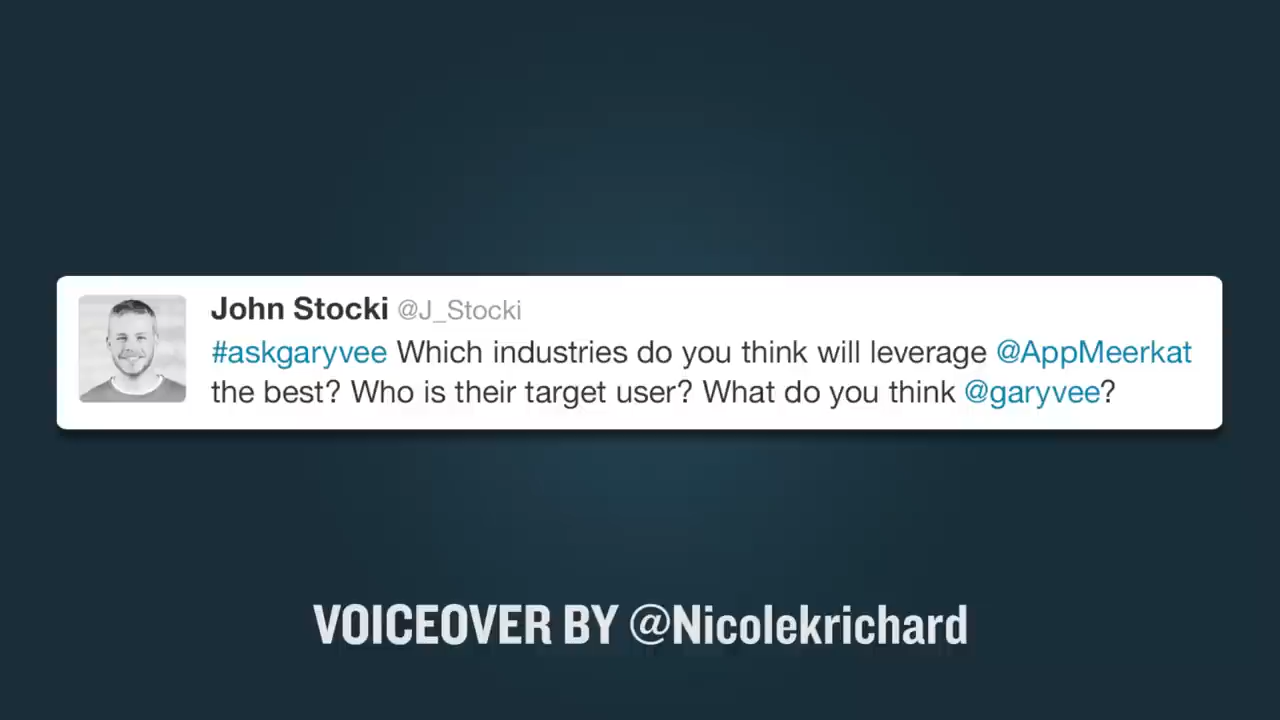 John Stocki @J_Stocki
#askgaryvee Which industries do you think will leverage @AppMeerkat
the best? Who is their target user? What do you think @garyvee?
VOICEOVER BY @Nicolekrichard